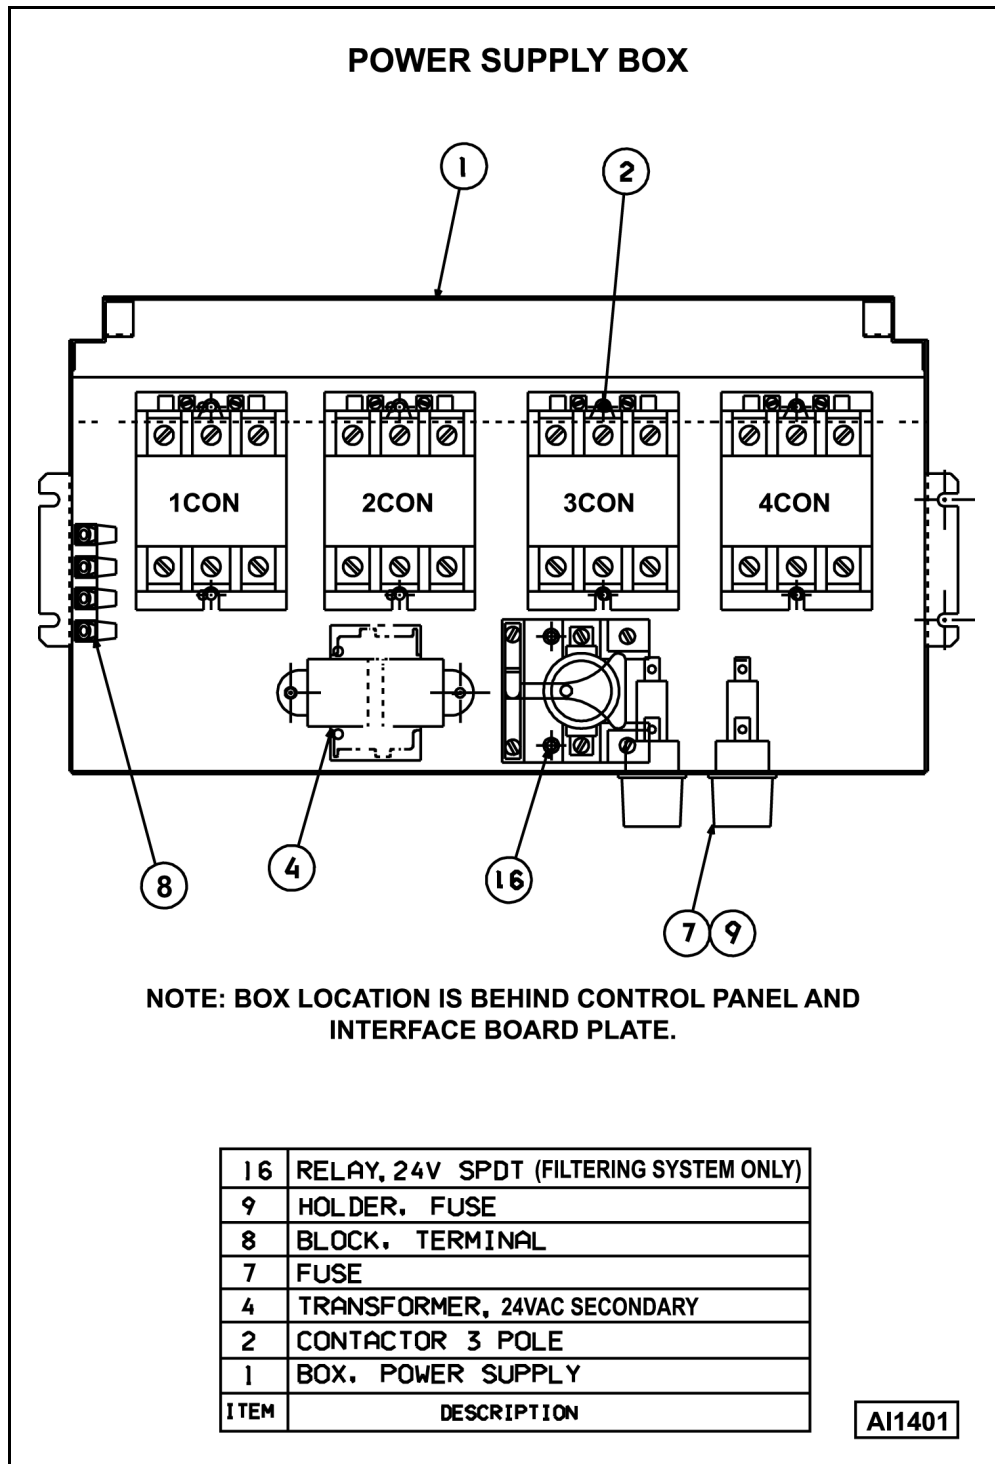 POWER SUPPLY BOX
1
2
1CON
2CON
3CON
4CON
8
4
16
7
9
NOTE: BOX LOCATION IS BEHIND CONTROL PANEL AND
INTERFACE BOARD PLATE.
16 RELAY, 24V SPDT (FILTERING SYSTEM ONLY)
9 HOLDER, FUSE
8 BLOCK, TERMINAL
7 FUSE
4 TRANSFORMER, 24VAC SECONDARY
2 CONTACTOR 3 POLE
1 BOX, POWER SUPPLY
ITEM DESCRIPTION
AI1401